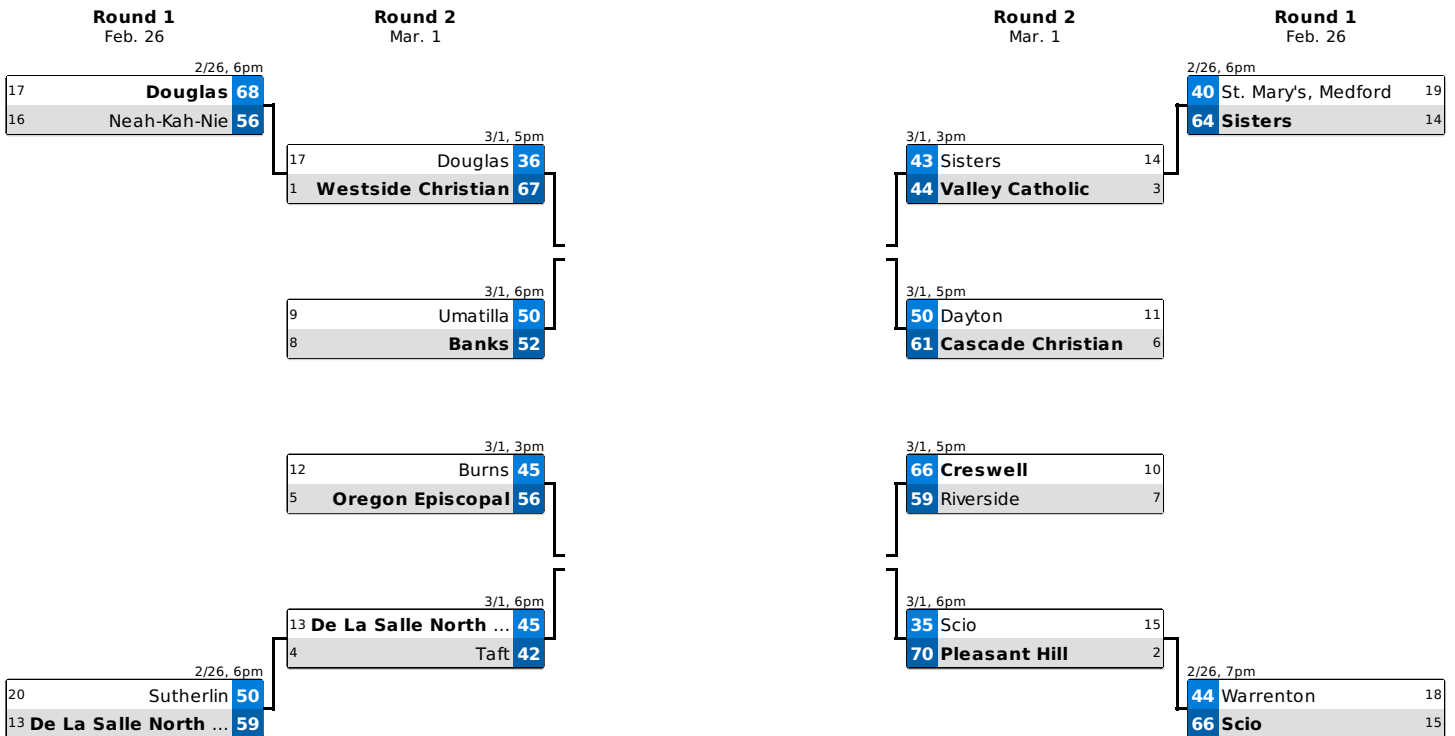 Round 1
Feb. 26
Round 2
Mar. 1
Round 2
Mar. 1
Round 1
Feb. 26
2/26, 6pm
17 Douglas 68
16 Neah-Kah-Nie 56
3/1, 5pm
17 Douglas 36
1 Westside Christian 67
3/1, 6pm
9 Umatilla 50
8 Banks 52
3/1, 3pm
12 Burns 45
5 Oregon Episcopal 56
3/1, 6pm
13 De La Salle North ... 45
4 Taft 42
2/26, 6pm
20 Sutherlin 50
13 De La Salle North ... 59
3/1, 3pm
43 Sisters 14
44 Valley Catholic 3
3/1, 5pm
50 Dayton 11
61 Cascade Christian 6
3/1, 5pm
66 Creswell 10
59 Riverside 7
3/1, 6pm
35 Scio 15
70 Pleasant Hill 2
2/26, 6pm
40 St. Mary's, Medford 19
64 Sisters 14
2/26, 7pm
44 Warrenton 18
66 Scio 15